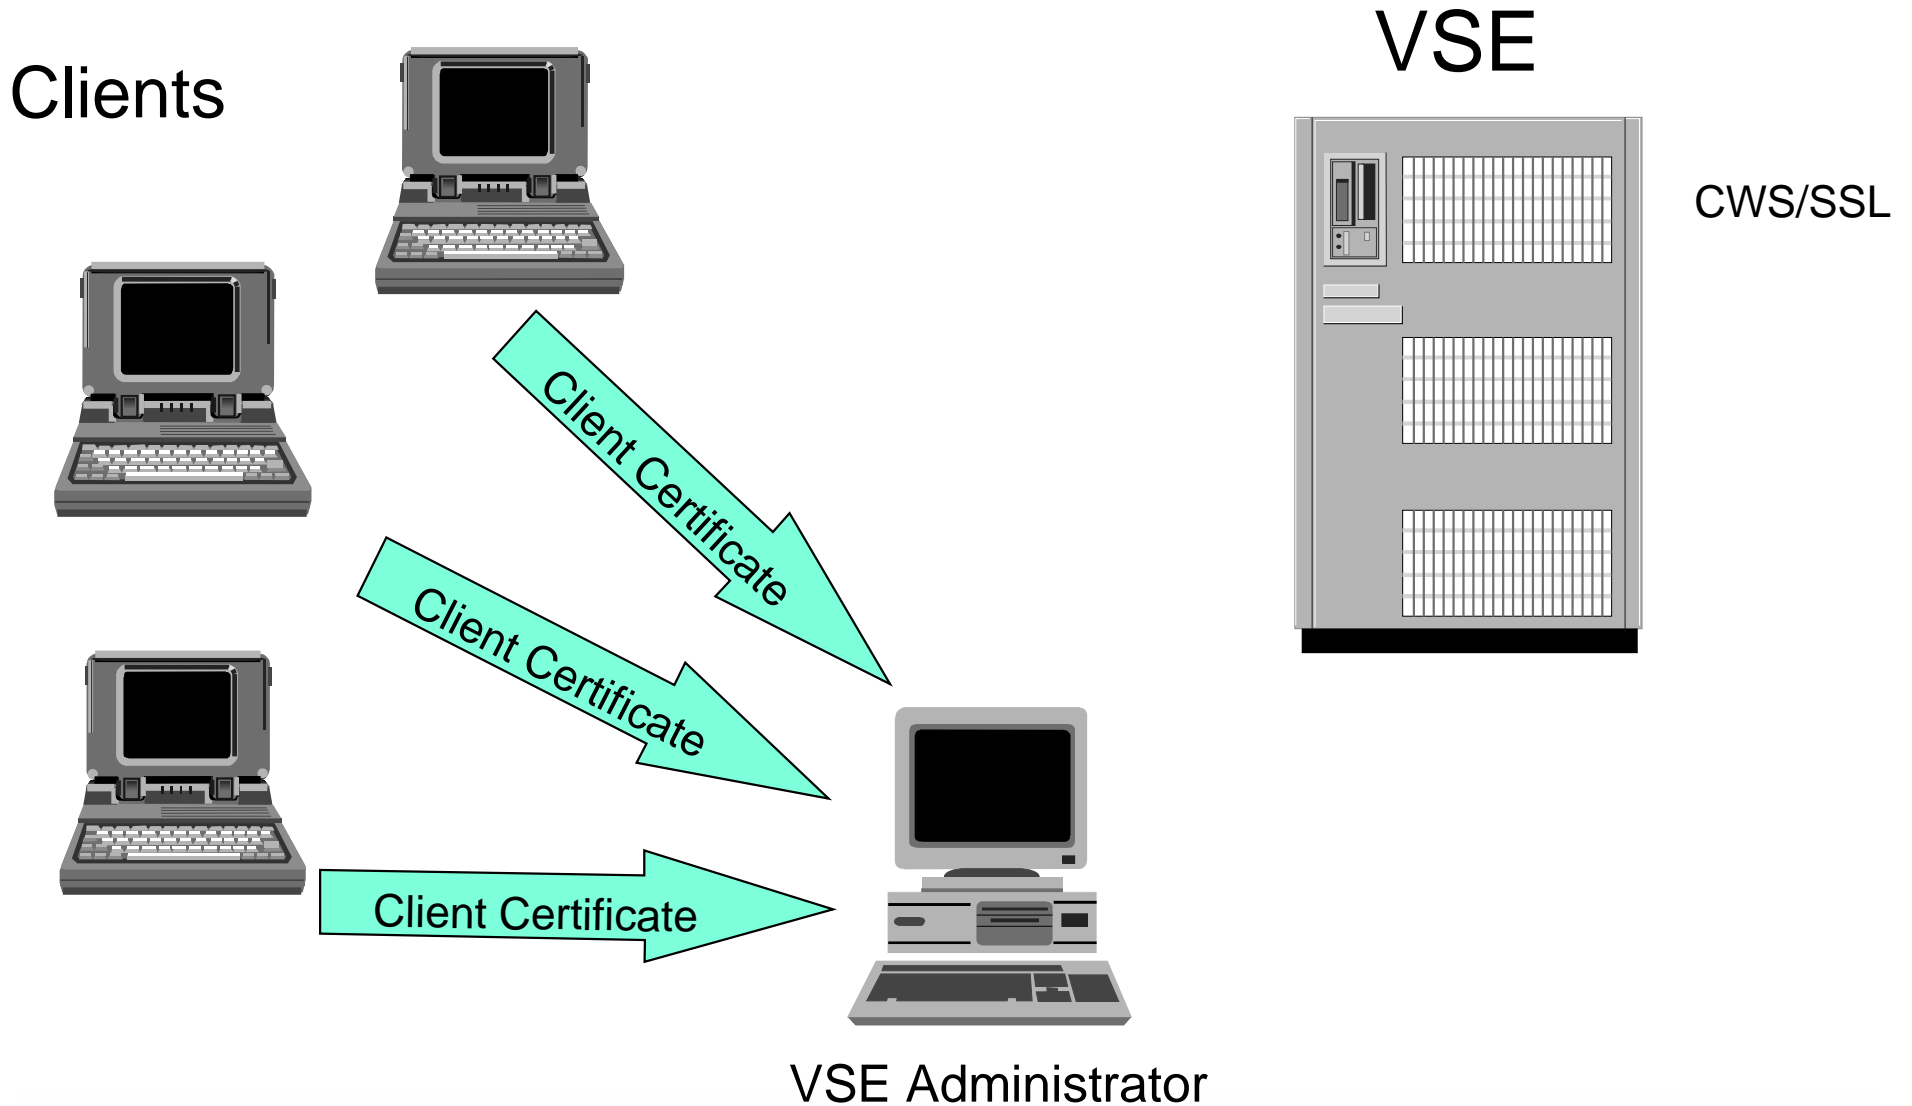 VSE
Clients
CWS/SSL
Client Certificate
Client Certificate
Client Certificate
VSE Administrator